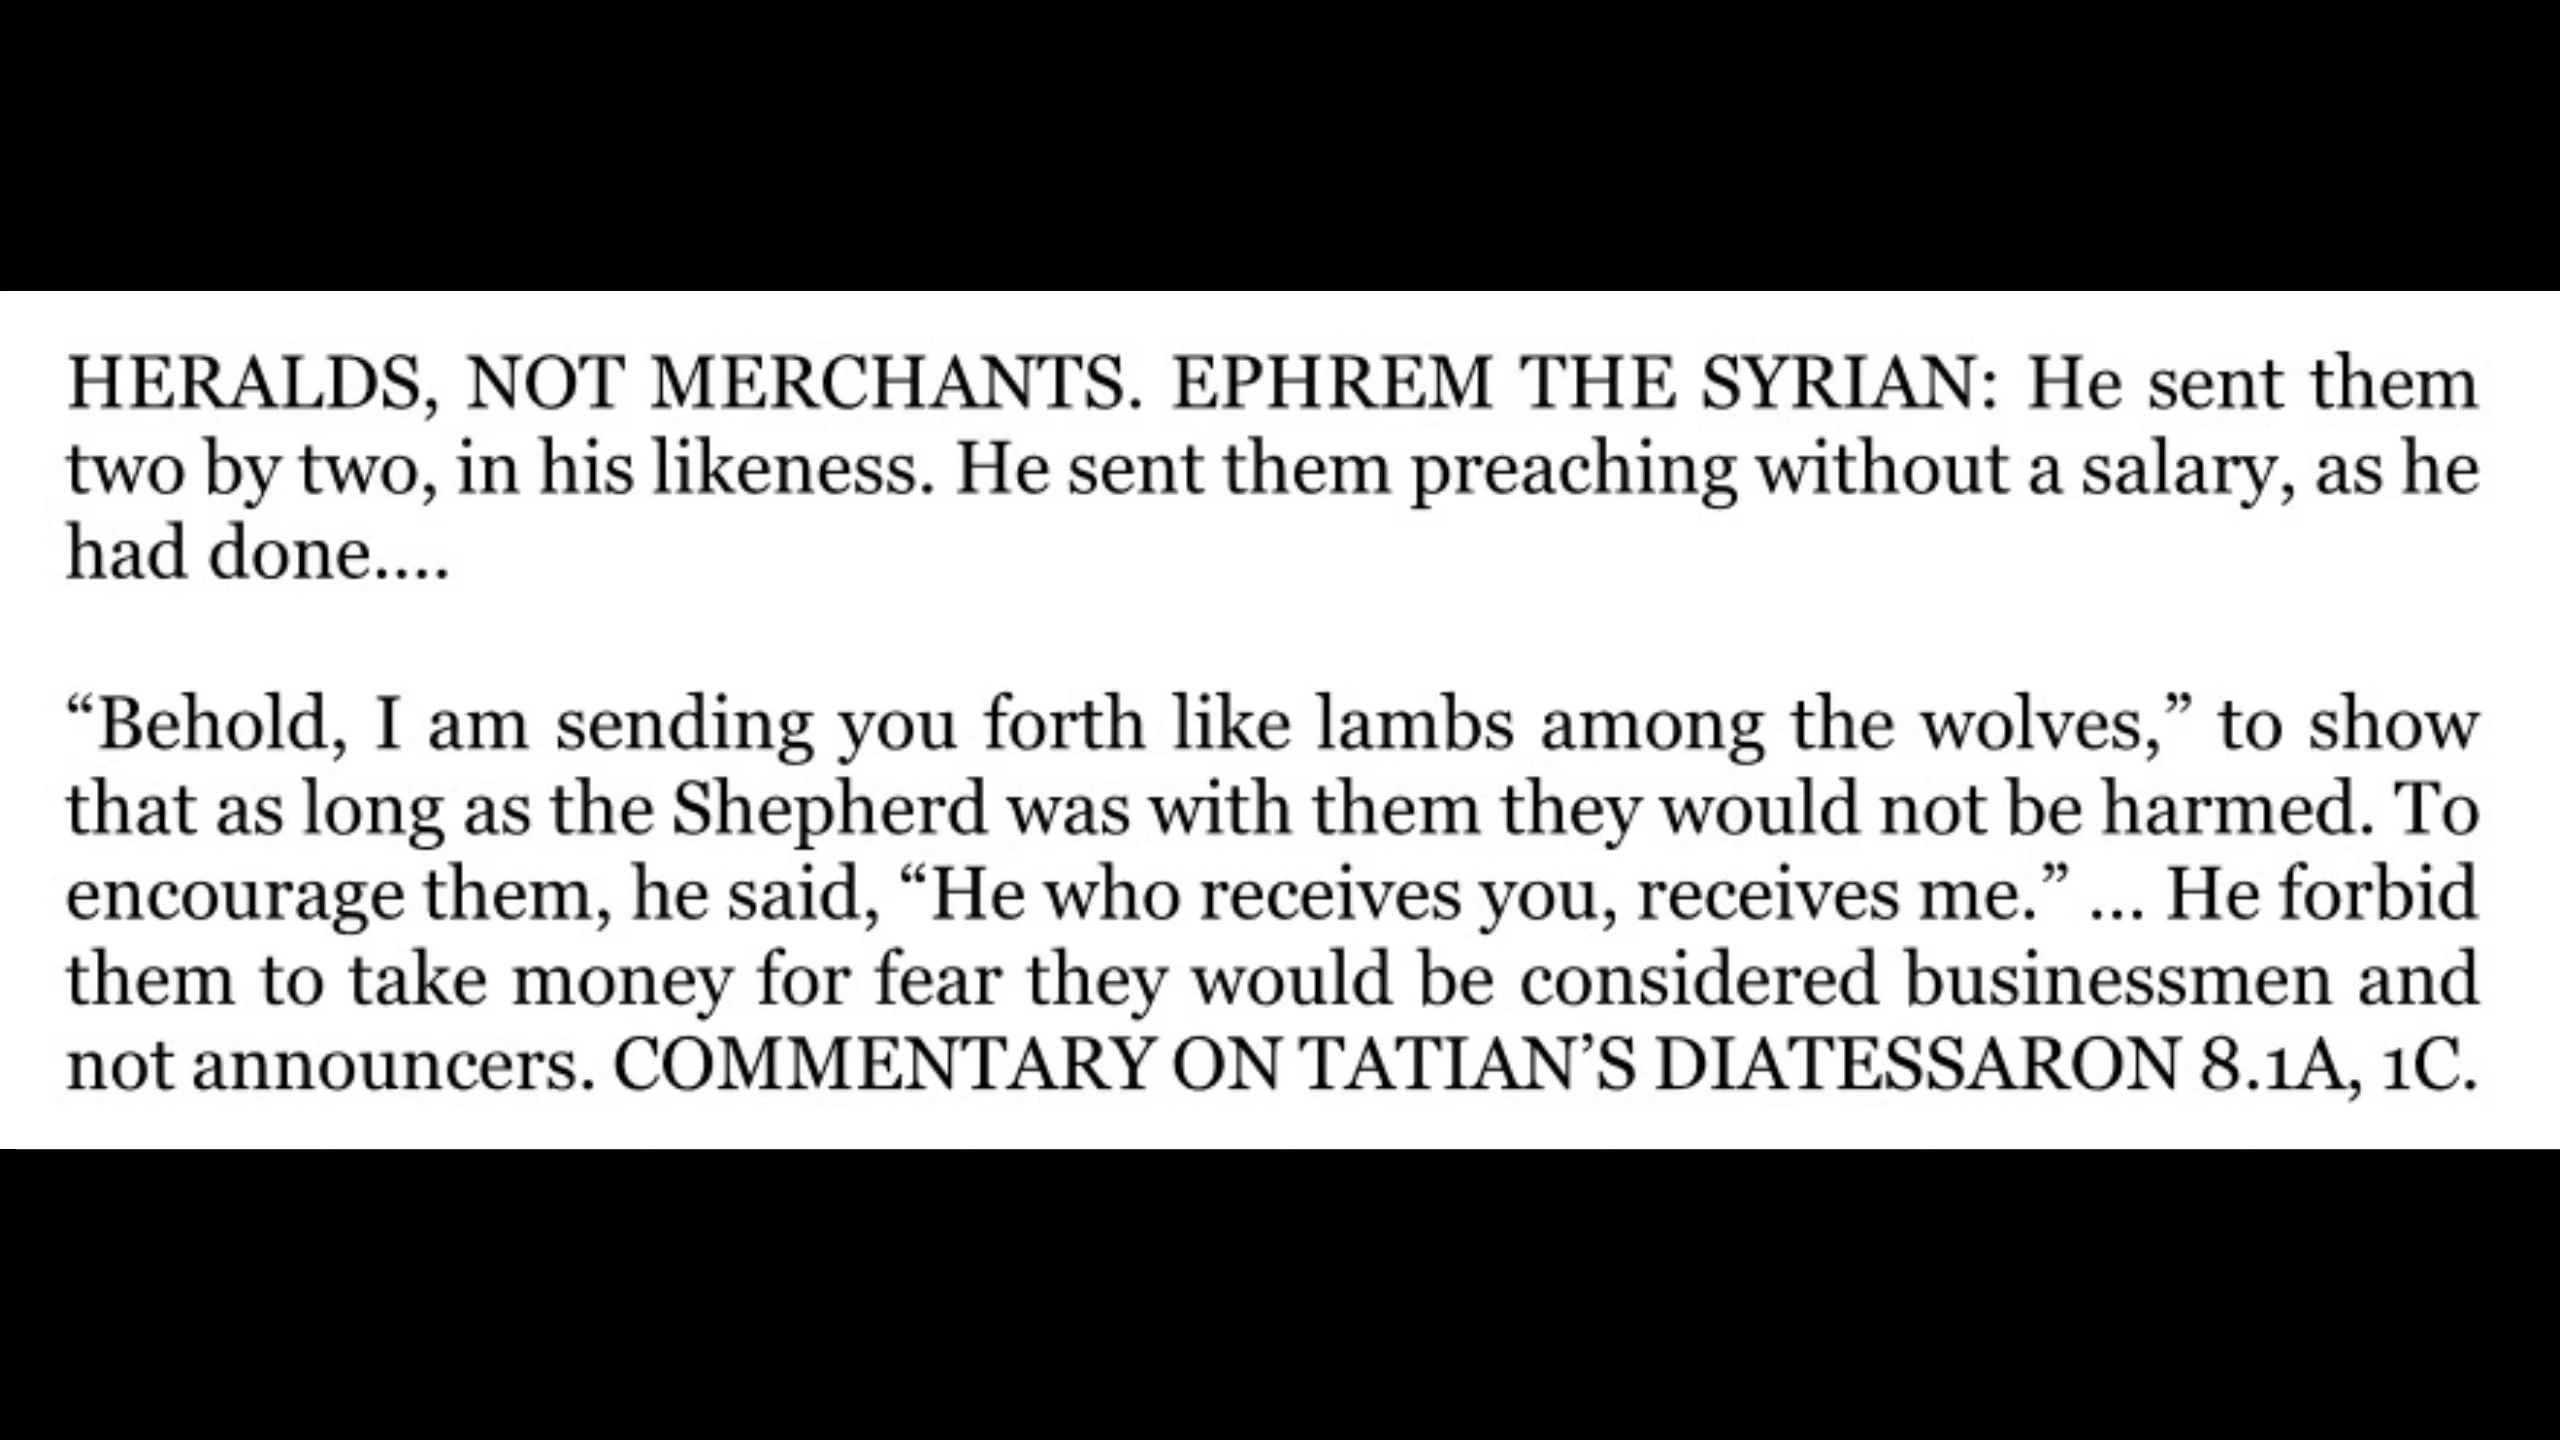 HERALDS, NOT MERCHANTS. EPHREM THE SYRIAN: He sent them
two by two, in his likeness. He sent them preaching without a salary, as he
had done....
“Behold, I am sending you forth like lambs among the wolves,” to show
that as long as the Shepherd was with them they would not be harmed. To
encourage them, he said, “He who receives you, receives me.” ... He forbid
them to take money for fear they would be considered businessmen and
not announcers. COMMENTARY ON TATIAN’S DIATESSARON 8.1A, 1C.